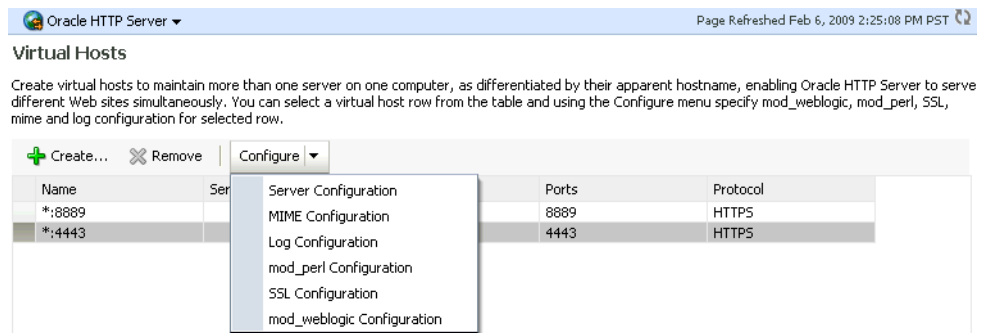 Oracle HTTP Server
Page Refreshed Feb 6, 2009 2:25:08 PM PST
Virtual Hosts
Create virtual hosts to maintain more than one server on one computer, as differentiated by their apparent hostname, enabling Oracle HTTP Server to serve
different Web sites simultaneously. You can select a virtual host row from the table and using the Configure menu specify mod_weblogic, mod_perl, SSL,
mime and log configuration for selected row.
Create... Remove Configure
Name Ser Ports Protocol
*:8889 8889 HTTPS
*:4443 4443 HTTPS
Server Configuration
MIME Configuration
Log Configuration
mod_perl Configuration
SSL Configuration
mod_weblogic Configuration